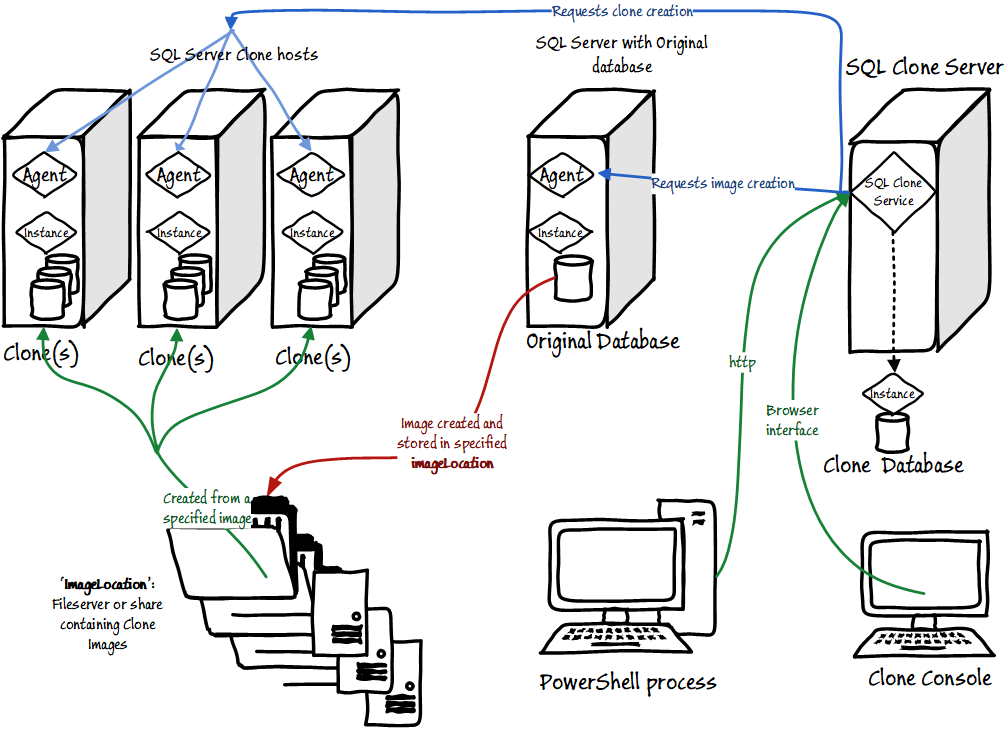 Requests clone creation
SQL Server Clone hosts
SQL Server with Original
database
SQL Clone Server
Agent
Agent
Agent
Agent
Requests image creation
SQL Clone
Service
Instance
Instance
Instance
Instance
Clone(s)
Clone(s)
Clone(s)
Original Database
http
Instance
Browser
interface
Clone Database
Image created and
stored in specified
imageLocation
Created from a
specified image
'ImageLocation':
Fileserver or share
containing Clone
Images
PowerShell process
Clone Console